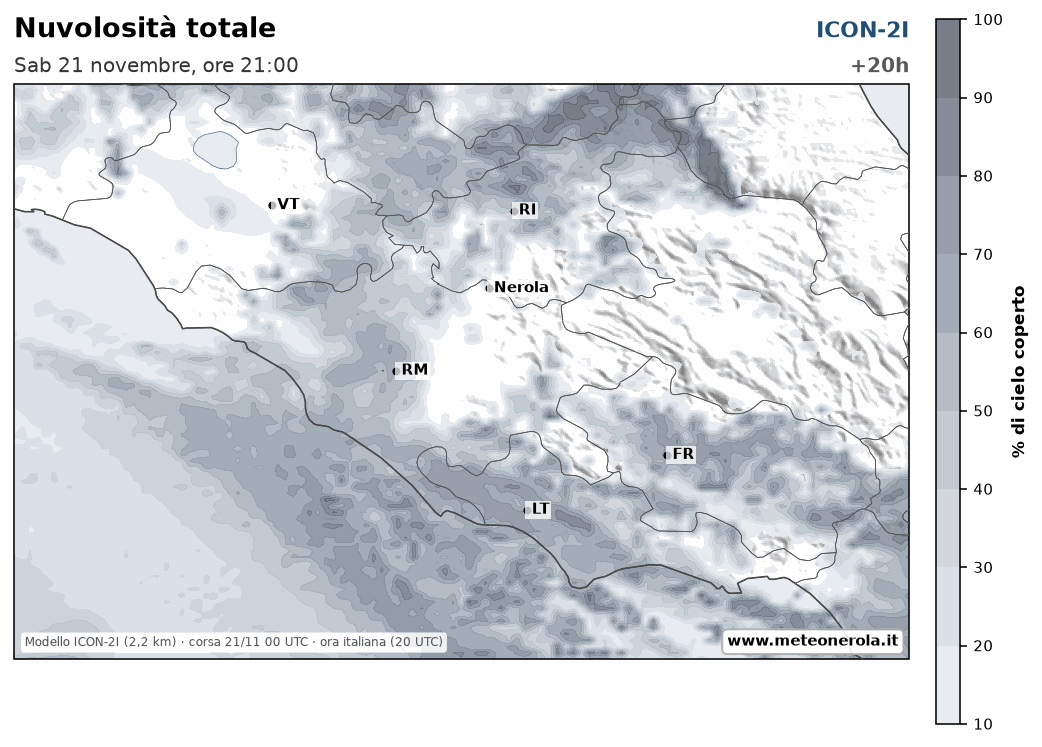 Nuvolosità totale
ICON-2I
Sab 21 novembre, ore 21:00
+20h
VT
RI
Nerola
RM
FR
LT
Modello ICON-2I (2,2 km) · corsa 21/11 00 UTC · ora italiana (20 UTC)
www.meteonerola.it
100
90
80
70
60
50
40
30
20
10
% di cielo coperto